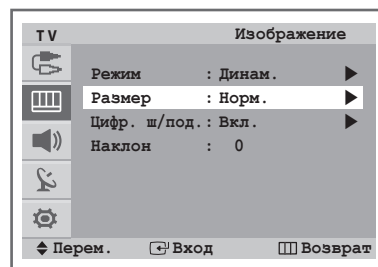 TV Изображение
Режим : Динам.
Размер : Норм.
Цифр. ш/под.: Вкл.
Наклон : 0
Перем. Вход Возврат